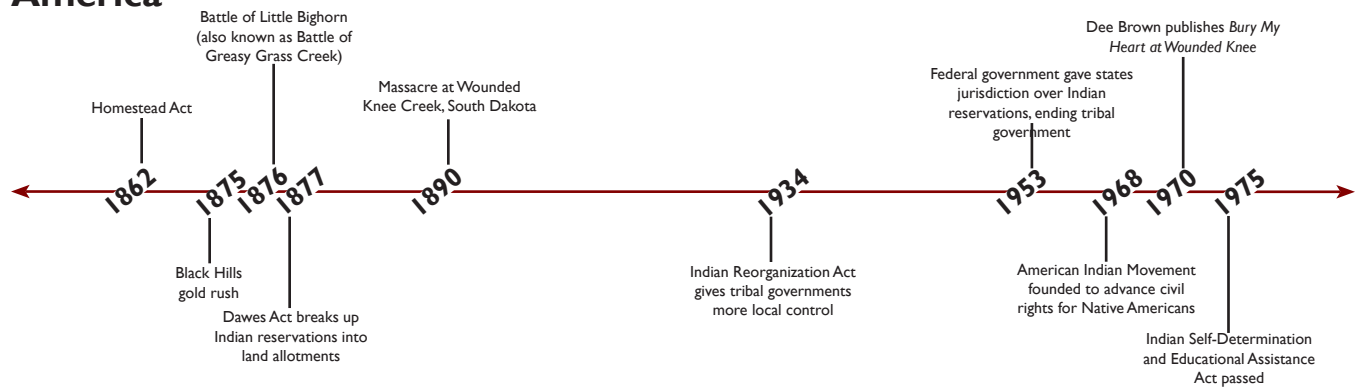 America
Battle of Little Bighorn
(also known as Battle of
Greasy Grass Creek)
Dee Brown publishes Bury My
Heart at Wounded Knee
Massacre at Wounded
Knee Creek, South Dakota
Federal government gave states
jurisdiction over Indian
reservations, ending tribal
government
Homestead Act
1862
1875
1876
1877
1890
1934
1953
1968
1970
1975
Black Hills
gold rush
Dawes Act breaks up
Indian reservations into
land allotments
Indian Reorganization Act
gives tribal governments
more local control
American Indian Movement
founded to advance civil
rights for Native Americans
Indian Self-Determination
and Educational Assistance
Act passed